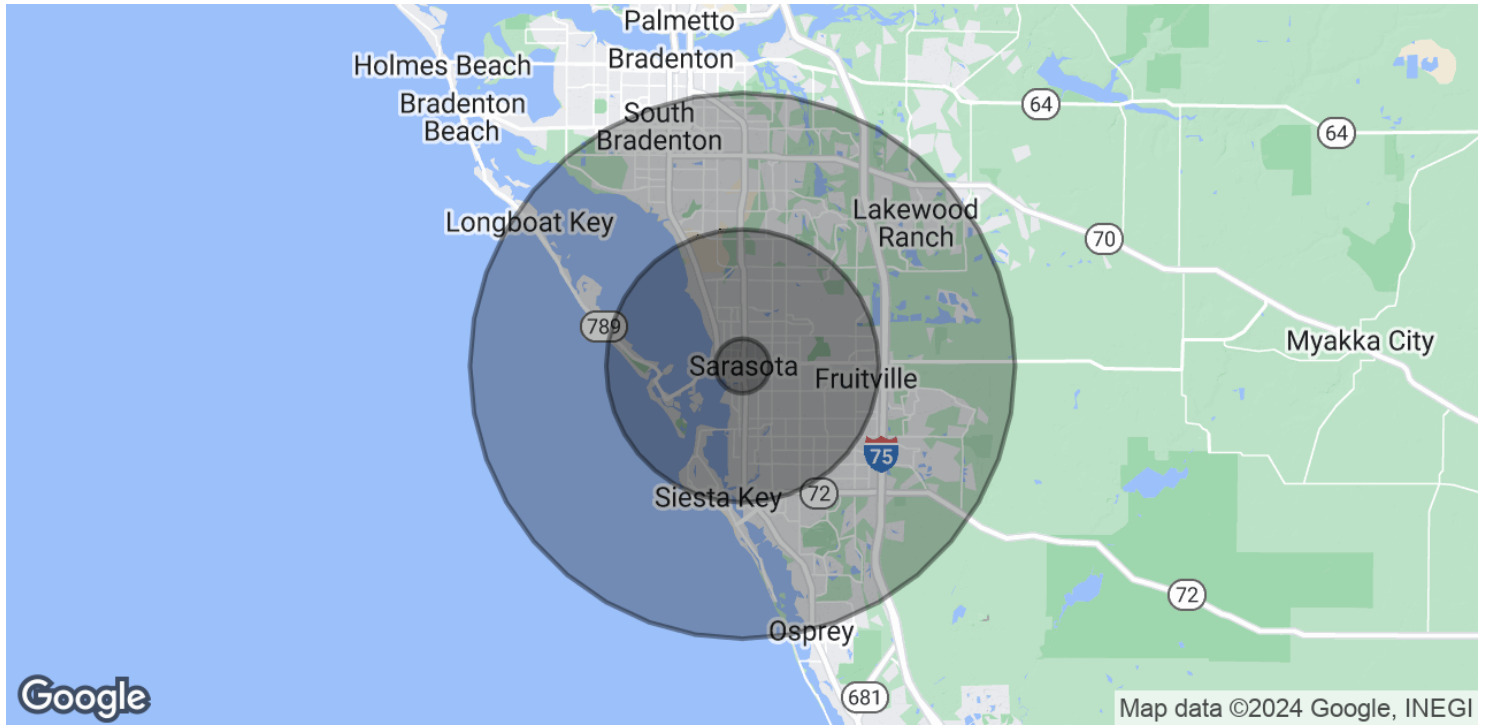 Palmetto
Bradenton
Holmes Beach
Bradenton
Beach
South
Bradenton
64
64
Longboat Key
Lakewood
Ranch
70
789
Myakka City
Sarasota
Fruitville
75
Siesta Key
72
72
Osprey
681
Google
Map data ©2024 Google, INEGI